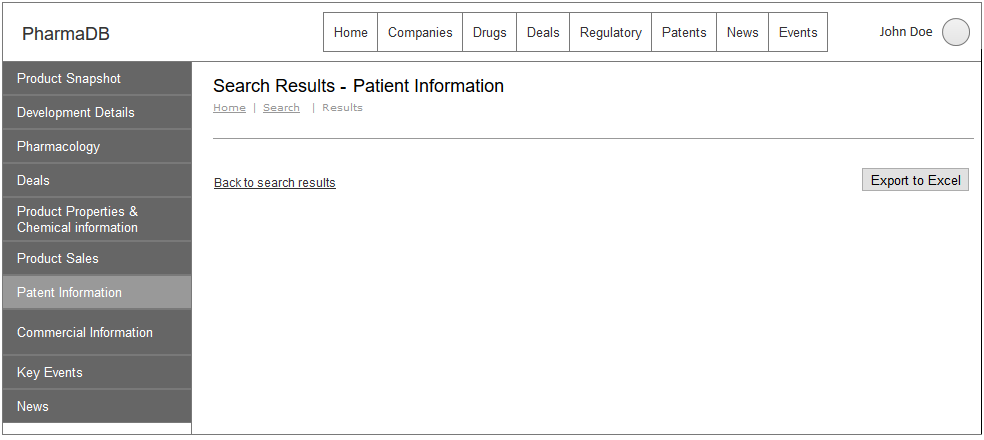 PharmaDB
Home Companies Drugs Deals Regulatory Patents News Events
John Doe
Product Snapshot
Development Details
Pharmacology
Deals
Product Properties &
Chemical information
Product Sales
Patent Information
Commercial Information
Key Events
News
Search Results - Patient Information
Home | Search | Results
Back to search results
Export to Excel